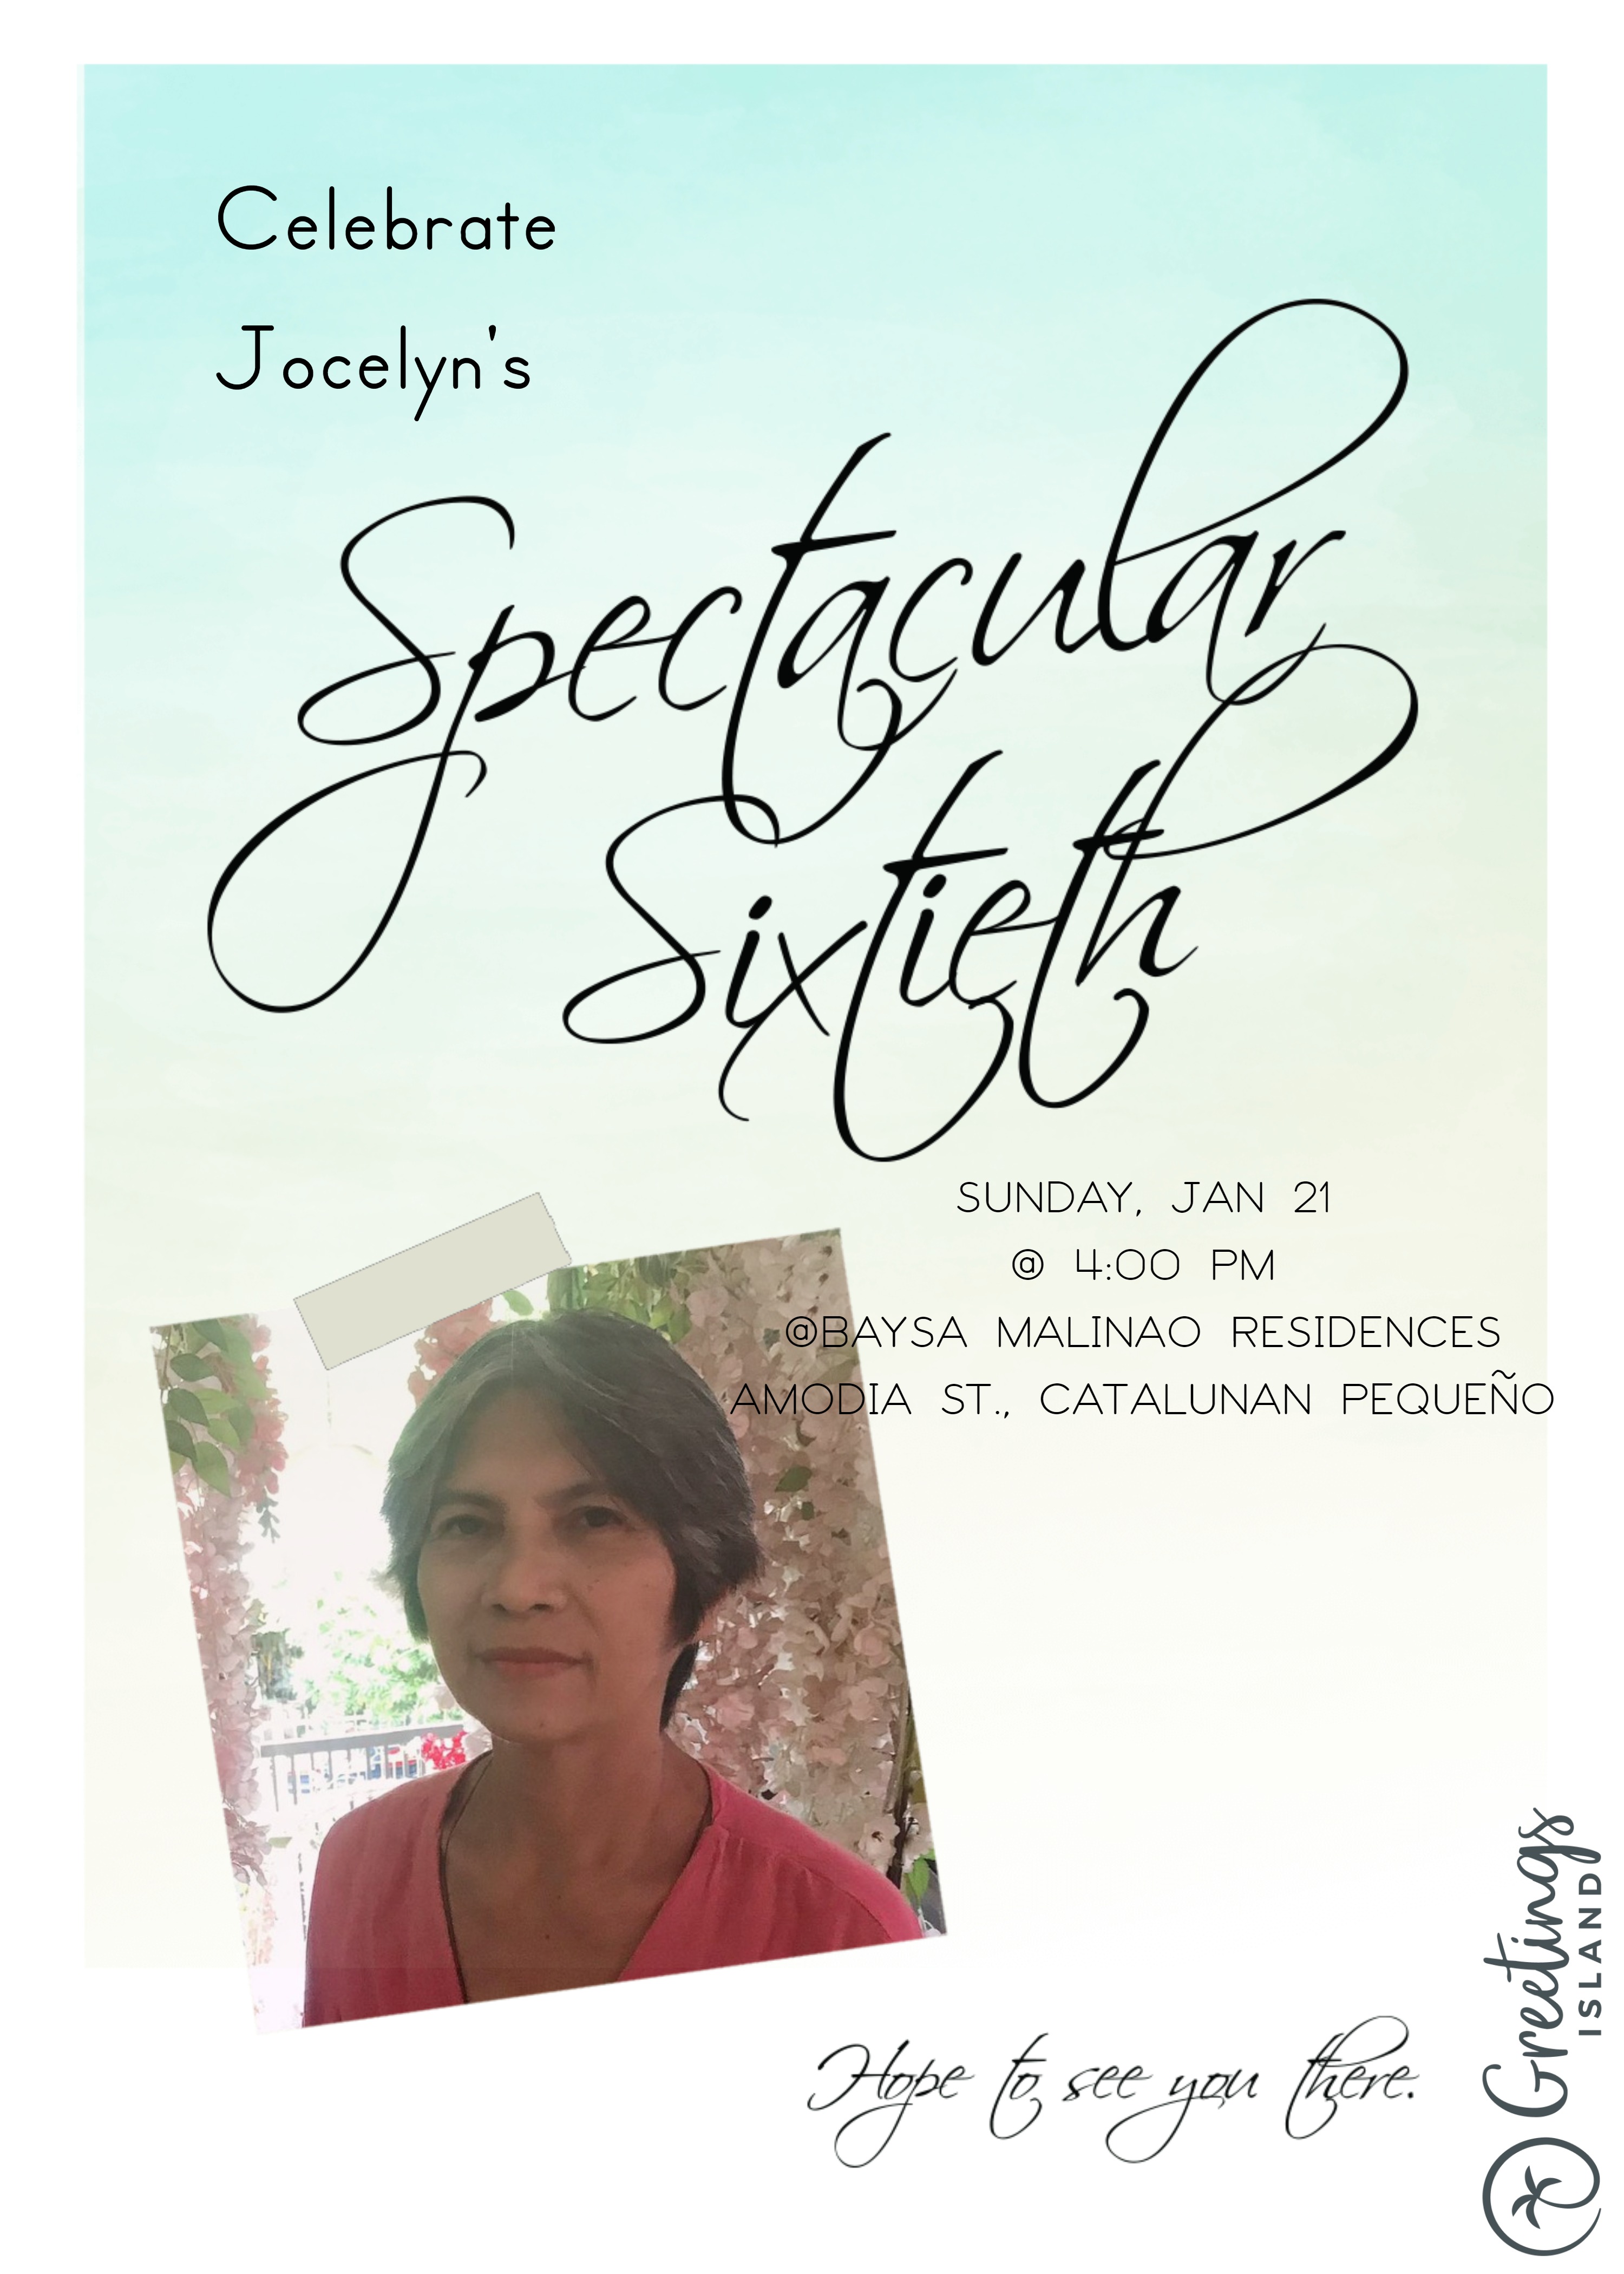 Celebrate
Jocelyn's
Spectacular
Sixtieth
SUNDAY, JAN 21
@ 4:00 PM
@BAYSA MALINAO RESIDENCES
AMODIA ST., CATALUNAN PEQUEÑO
Hope to see you there.
Greetings
ISLAND